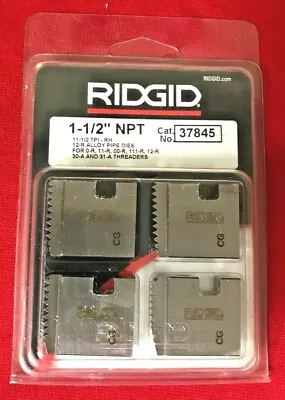 RIDGID.com
RIDGID
1-1/2" NPT
Cat. No. 37845
11-1/2 TPI - RH
12-R ALLOY PIPE DIES
FOR 0-R, 11-R, 00-R, 111-R, 12-R
30-A AND 31-A THREADERS
CG
CG
CG
CG